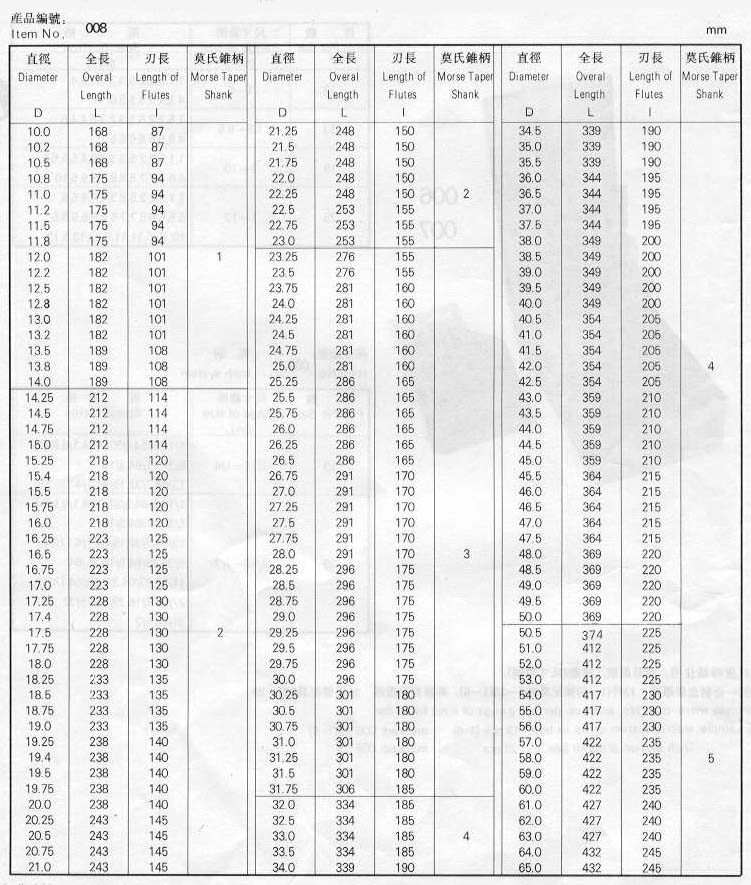 産品編號:
Item No. 008 mm
直徑 全長 刃長 莫氏錐柄 直徑 全長 刃長 莫氏錐柄 直徑 全長 刃長 莫氏錐柄
Diameter Overal Length of Morse Taper Diameter Overal Length of Morse Taper Diameter Overal Length of Morse Taper
Length Flutes Shank Length Flutes Shank Length Flutes Shank
D L l D L l D L l
10.0 168 87 21.25 248 150 34.5 339 190
10.2 168 87 21.5 248 150 35.0 339 190
10.5 168 87 21.75 248 150 35.5 339 190
10.8 175 94 22.0 248 150 36.0 344 195
11.0 175 94 22.25 248 150 2 36.5 344 195
11.2 175 94 22.5 253 155 37.0 344 195
11.5 175 94 22.75 253 155 37.5 344 195
11.8 175 94 23.0 253 155 38.0 349 200
12.0 182 101 1 23.25 276 155 38.5 349 200
12.2 182 101 23.5 276 155 39.0 349 200
12.5 182 101 23.75 281 160 39.5 349 200
12.8 182 101 24.0 281 160 40.0 349 200
13.0 182 101 24.25 281 160 40.5 354 205
13.2 182 101 24.5 281 160 41.0 354 205
13.5 189 108 24.75 281 160 41.5 354 205
13.8 189 108 25.0 281 160 42.0 354 205 4
14.0 189 108 25.25 286 165 42.5 354 205
14.25 212 114 25.5 286 165 43.0 359 210
14.5 212 114 25.75 286 165 43.5 359 210
14.75 212 114 26.0 286 165 44.0 359 210
15.0 212 114 26.25 286 165 44.5 359 210
15.25 218 120 26.5 286 165 45.0 359 210
15.4 218 120 26.75 291 170 45.5 364 215
15.5 218 120 27.0 291 170 46.0 364 215
15.75 218 120 27.25 291 170 46.5 364 215
16.0 218 120 27.5 291 170 47.0 364 215
16.25 223 125 27.75 291 170 47.5 364 215
16.5 223 125 28.0 291 170 3 48.0 369 220
16.75 223 125 28.25 296 175 48.5 369 220
17.0 223 125 28.5 296 175 49.0 369 220
17.25 228 130 28.75 296 175 49.5 369 220
17.4 228 130 29.0 296 175 50.0 369 220
17.5 228 130 2 29.25 296 175 50.5 374 225
17.75 228 130 29.5 296 175 51.0 412 225
18.0 228 130 29.75 296 175 52.0 412 225
18.25 233 135 30.0 296 175 53.0 412 225
18.5 233 135 30.25 301 180 54.0 417 230
18.75 233 135 30.5 301 180 55.0 417 230
19.0 233 135 30.75 301 180 56.0 417 230
19.25 238 140 31.0 301 180 57.0 422 235
19.4 238 140 31.25 301 180 58.0 422 235 5
19.5 238 140 31.5 301 180 59.0 422 235
19.75 238 140 31.75 306 185 60.0 422 235
20.0 238 140 32.0 334 185 61.0 427 240
20.25 243 145 32.5 334 185 62.0 427 240
20.5 243 145 33.0 334 185 4 63.0 427 240
20.75 243 145 33.5 334 185 64.0 432 245
21.0 243 145 34.0 339 190 65.0 432 245